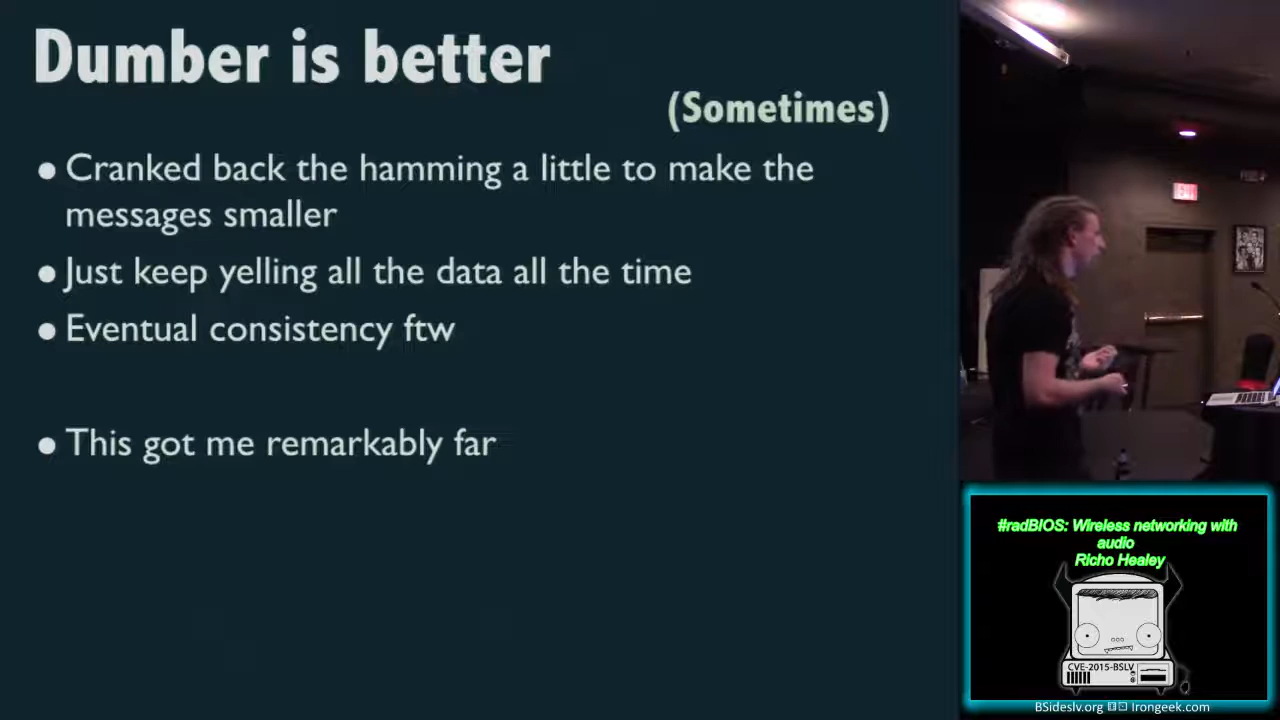 Dumber is better
(Sometimes)
• Cranked back the hamming a little to make the
messages smaller
• Just keep yelling all the data all the time
• Eventual consistency ftw
• This got me remarkably far
EXIT
#radBIOS: Wireless networking with
audio
Richo Healey
CVE-2015-BSLV
BSideslv.org Irongeek.com